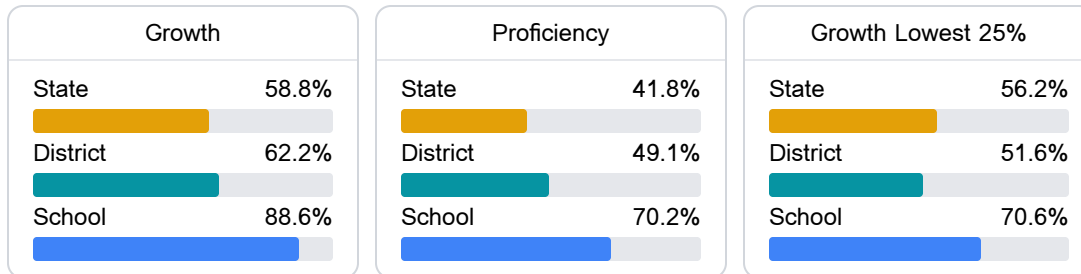 Growth
State 58.8%
District 62.2%
School 88.6%
Proficiency
State 41.8%
District 49.1%
School 70.2%
Growth Lowest 25%
State 56.2%
District 51.6%
School 70.6%